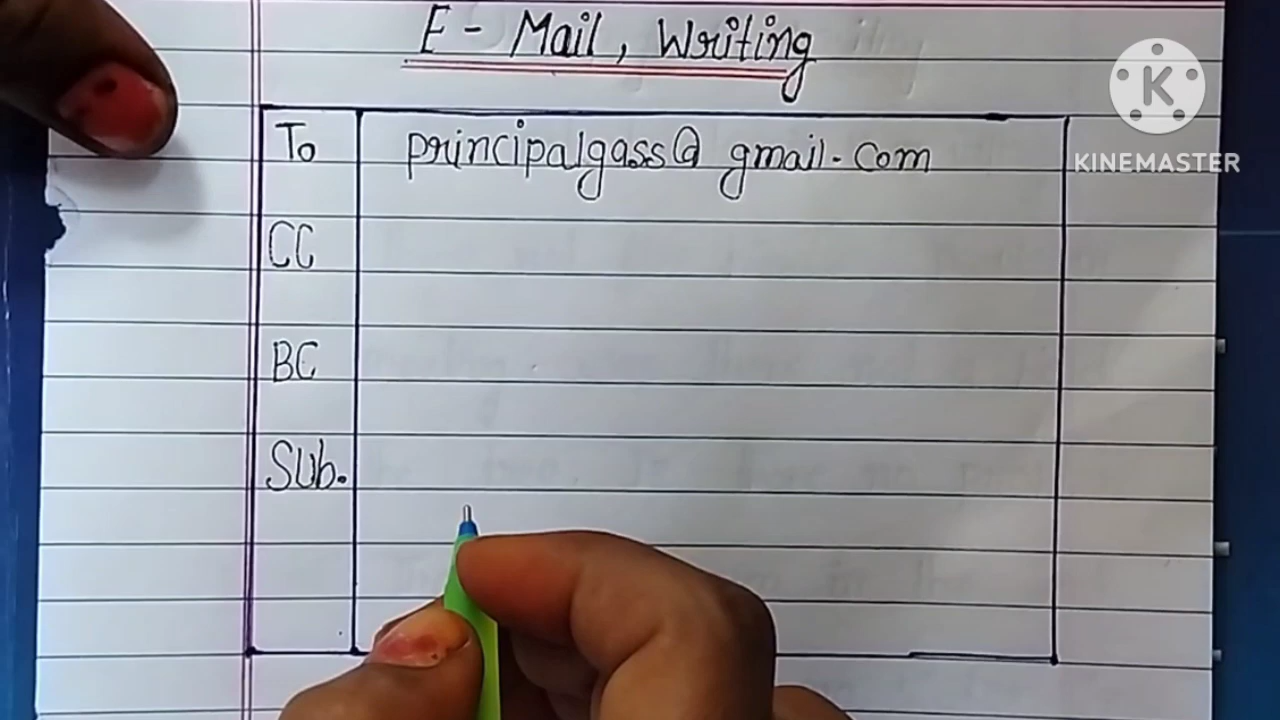 E - Mail, Writing
To principalgass@ gmail.com
CC
BC
Sub.
K
KINEMASTER